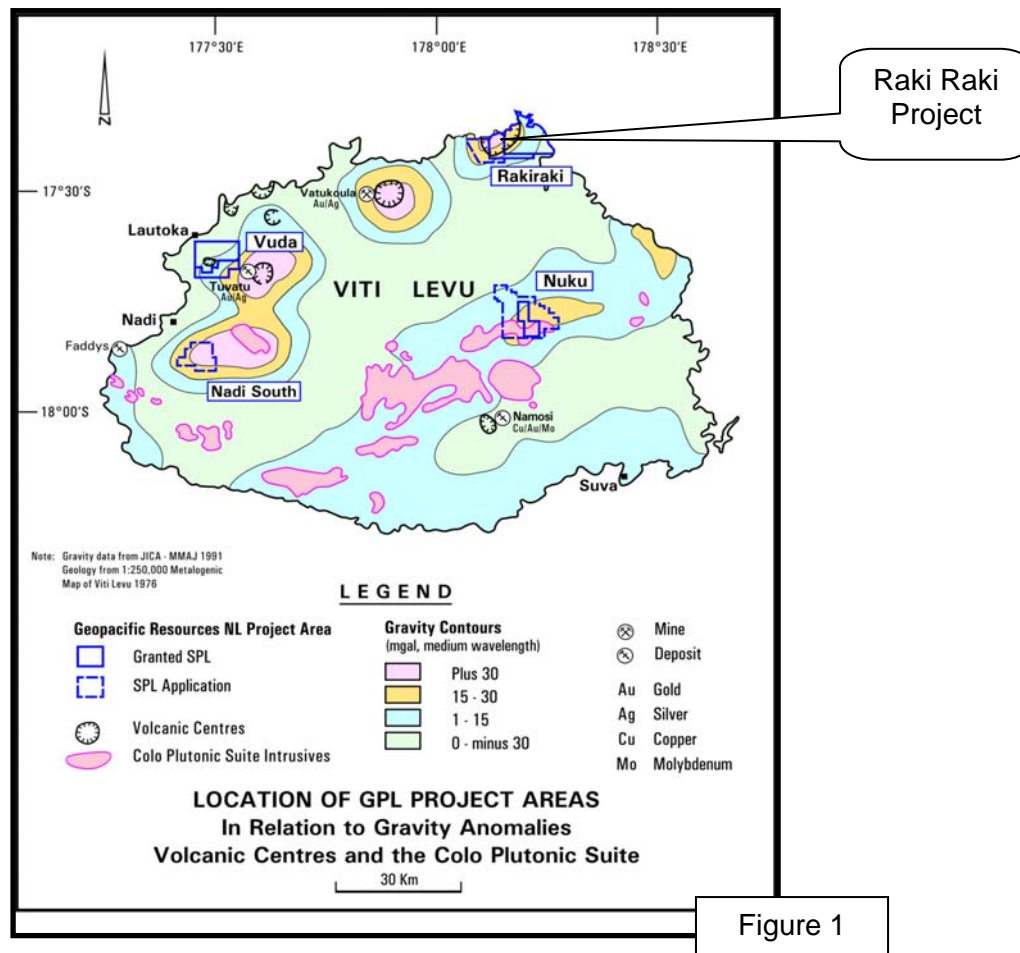 177°30'E
178°00'E
178°30'E
Raki Raki
Project
N
Rakiraki
17°30'S
Vatukoula
Au/Ag
Lautoka
Vuda
Tuvatu
Au/Ag
VITI LEVU
Nuku
Nadi
Faddys
Nadi South
18°00'S
Namosi
Cu/Au/Mo
Suva
Note: Gravity data from JICA - MMAJ 1991
Geology from 1:250,000 Metalogenic
Map of Viti Levu 1976
LEGEND
Geopacific Resources NL Project Area
Granted SPL
SPL Application
Volcanic Centres
Colo Plutonic Suite Intrusives
Gravity Contours
(mgal, medium wavelength)
Plus 30
15 - 30
1 - 15
0 - minus 30
Mine
Deposit
Au Gold
Ag Silver
Cu Copper
Mo Molybdenum
LOCATION OF GPL PROJECT AREAS
In Relation to Gravity Anomalies
Volcanic Centres and the Colo Plutonic Suite
30 Km
Figure 1